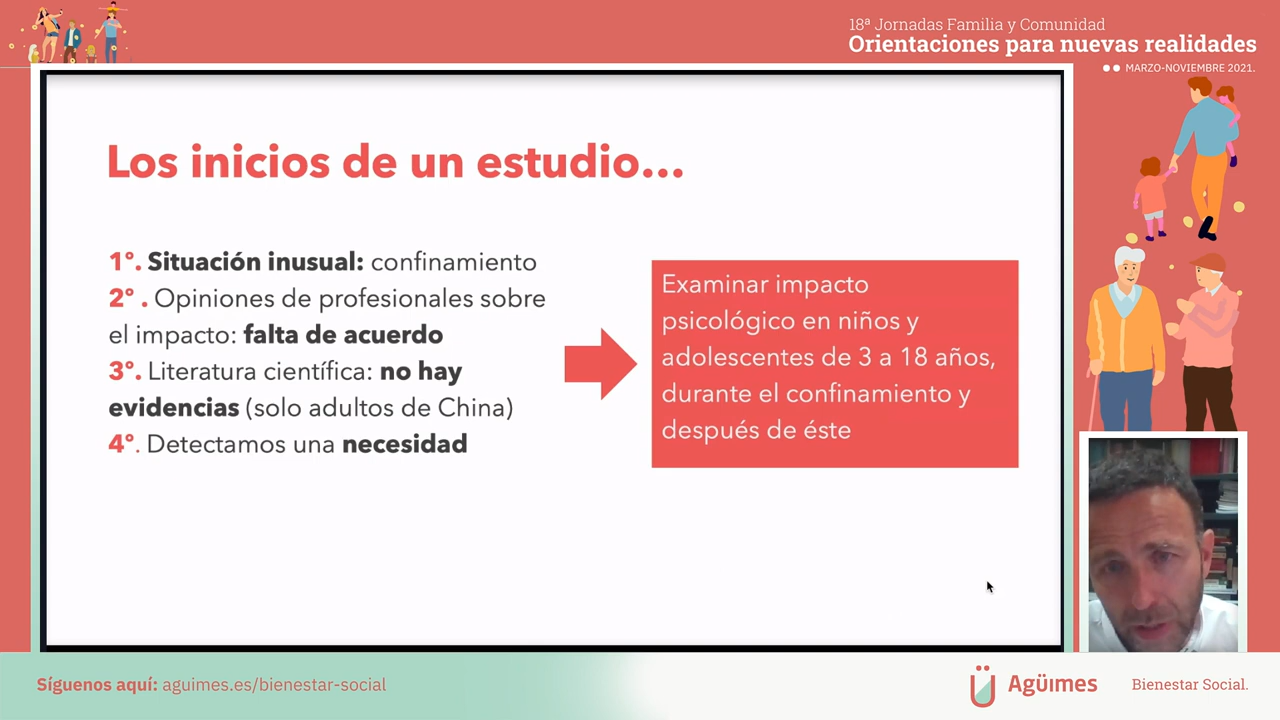 18ª Jornadas Familia y Comunidad
Orientaciones para nuevas realidades
MARZO-NOVIEMBRE 2021.
Los inicios de un estudio...
1º. Situación inusual: confinamiento
2º . Opiniones de profesionales sobre
el impacto: falta de acuerdo
3º. Literatura científica: no hay
evidencias (solo adultos de China)
4º. Detectamos una necesidad
Examinar impacto
psicológico en niños y
adolescentes de 3 a 18 años,
durante el confinamiento y
después de éste
Síguenos aquí: aguimes.es/bienestar-social
Agüimes
Bienestar Social.